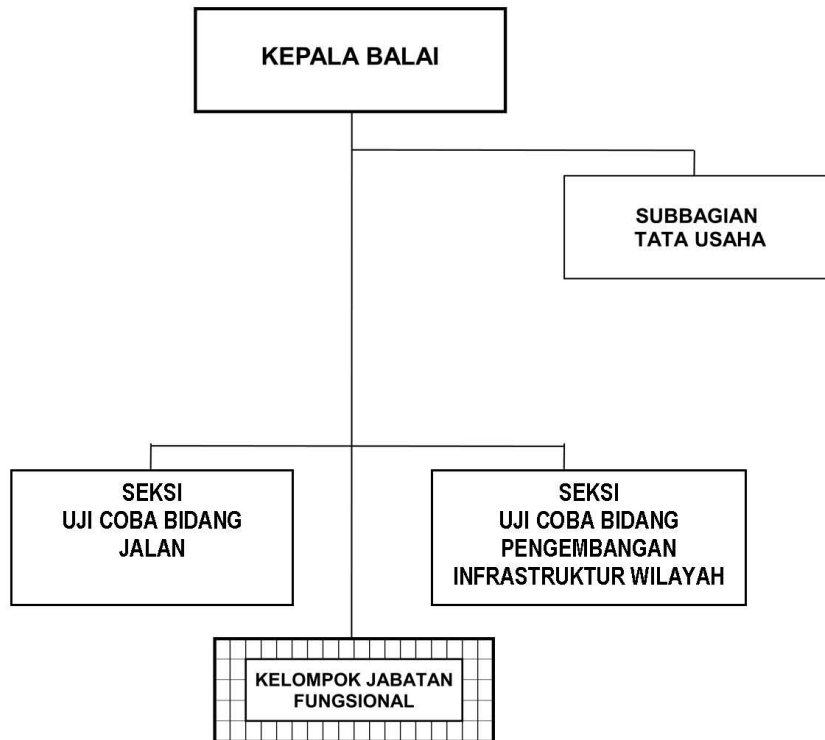 KEPALA BALAI
SUBBAGIAN
TATA USAHA
SEKSI
UJI COBA BIDANG
JALAN
SEKSI
UJI COBA BIDANG
PENGEMBANGAN
INFRASTRUKTUR WILAYAH
KELOMPOK JABATAN
FUNGSIONAL